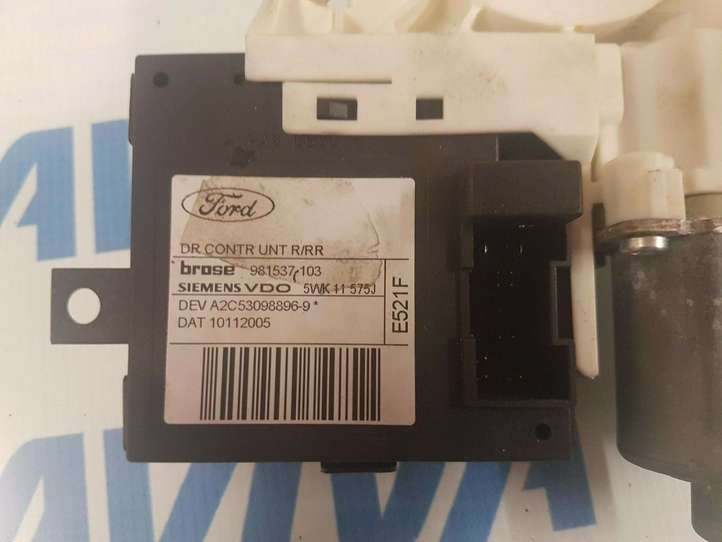 Ford
DR CONTR UNT R/RR
brose 981537 103
SIEMENS VDO 5WK 11 575J
DEV A2C53098896-9 *
DAT 10112005
E521F
AVIVA